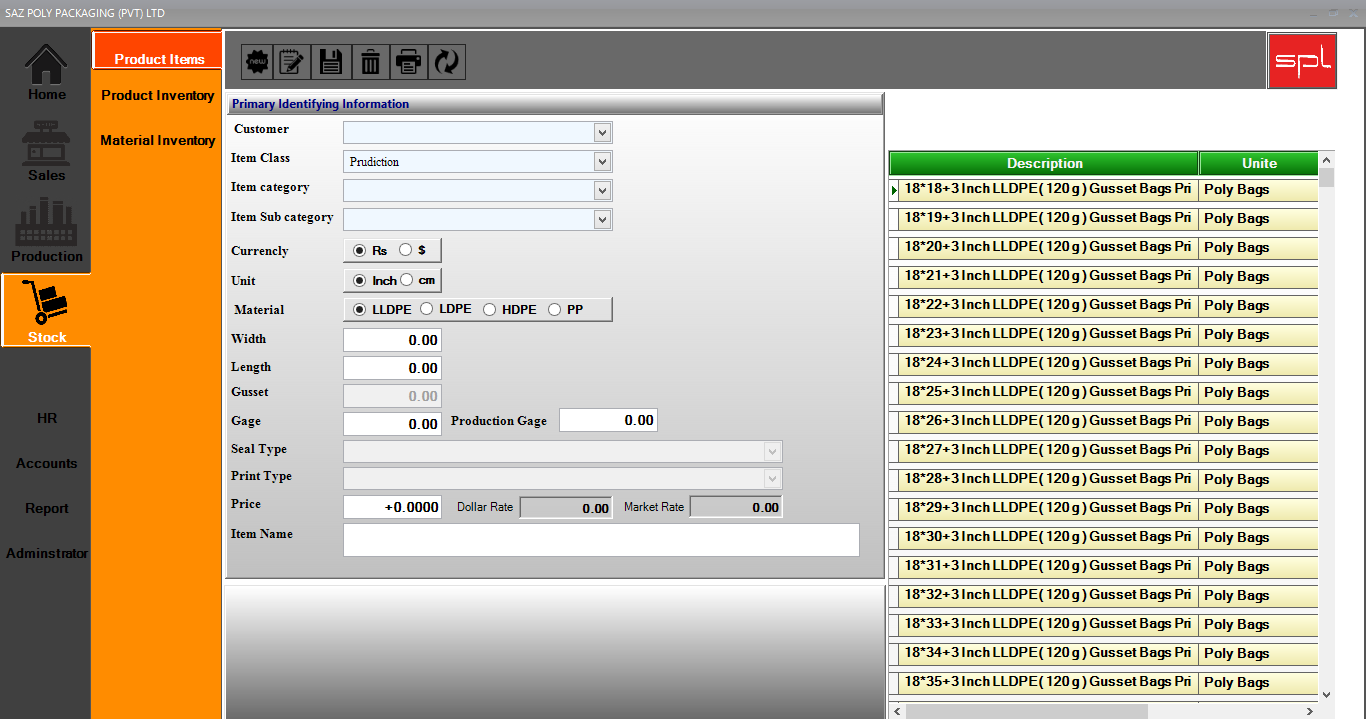 SAZ POLY PACKAGING (PVT) LTD
Home
Sales
Production
Stock
HR
Accounts
Report
Adminstrator
Product Items
Product Inventory
Material Inventory
new
spl
Primary Identifying Information
Customer
Item Class Prudiction
Item category
Item Sub category
Currencly Rs $
Unit Inch cm
Material LLDPE LDPE HDPE PP
Width 0.00
Length 0.00
Gusset 0.00
Gage 0.00 Production Gage 0.00
Seal Type
Print Type
Price +0.0000 Dollar Rate 0.00 Market Rate 0.00
Item Name
Description Unite
18*18+3 Inch LLDPE( 120 g ) Gusset Bags Pri Poly Bags
18*19+3 Inch LLDPE( 120 g ) Gusset Bags Pri Poly Bags
18*20+3 Inch LLDPE( 120 g ) Gusset Bags Pri Poly Bags
18*21+3 Inch LLDPE( 120 g ) Gusset Bags Pri Poly Bags
18*22+3 Inch LLDPE( 120 g ) Gusset Bags Pri Poly Bags
18*23+3 Inch LLDPE( 120 g ) Gusset Bags Pri Poly Bags
18*24+3 Inch LLDPE( 120 g ) Gusset Bags Pri Poly Bags
18*25+3 Inch LLDPE( 120 g ) Gusset Bags Pri Poly Bags
18*26+3 Inch LLDPE( 120 g ) Gusset Bags Pri Poly Bags
18*27+3 Inch LLDPE( 120 g ) Gusset Bags Pri Poly Bags
18*28+3 Inch LLDPE( 120 g ) Gusset Bags Pri Poly Bags
18*29+3 Inch LLDPE( 120 g ) Gusset Bags Pri Poly Bags
18*30+3 Inch LLDPE( 120 g ) Gusset Bags Pri Poly Bags
18*31+3 Inch LLDPE( 120 g ) Gusset Bags Pri Poly Bags
18*32+3 Inch LLDPE( 120 g ) Gusset Bags Pri Poly Bags
18*33+3 Inch LLDPE( 120 g ) Gusset Bags Pri Poly Bags
18*34+3 Inch LLDPE( 120 g ) Gusset Bags Pri Poly Bags
18*35+3 Inch LLDPE( 120 g ) Gusset Bags Pri Poly Bags